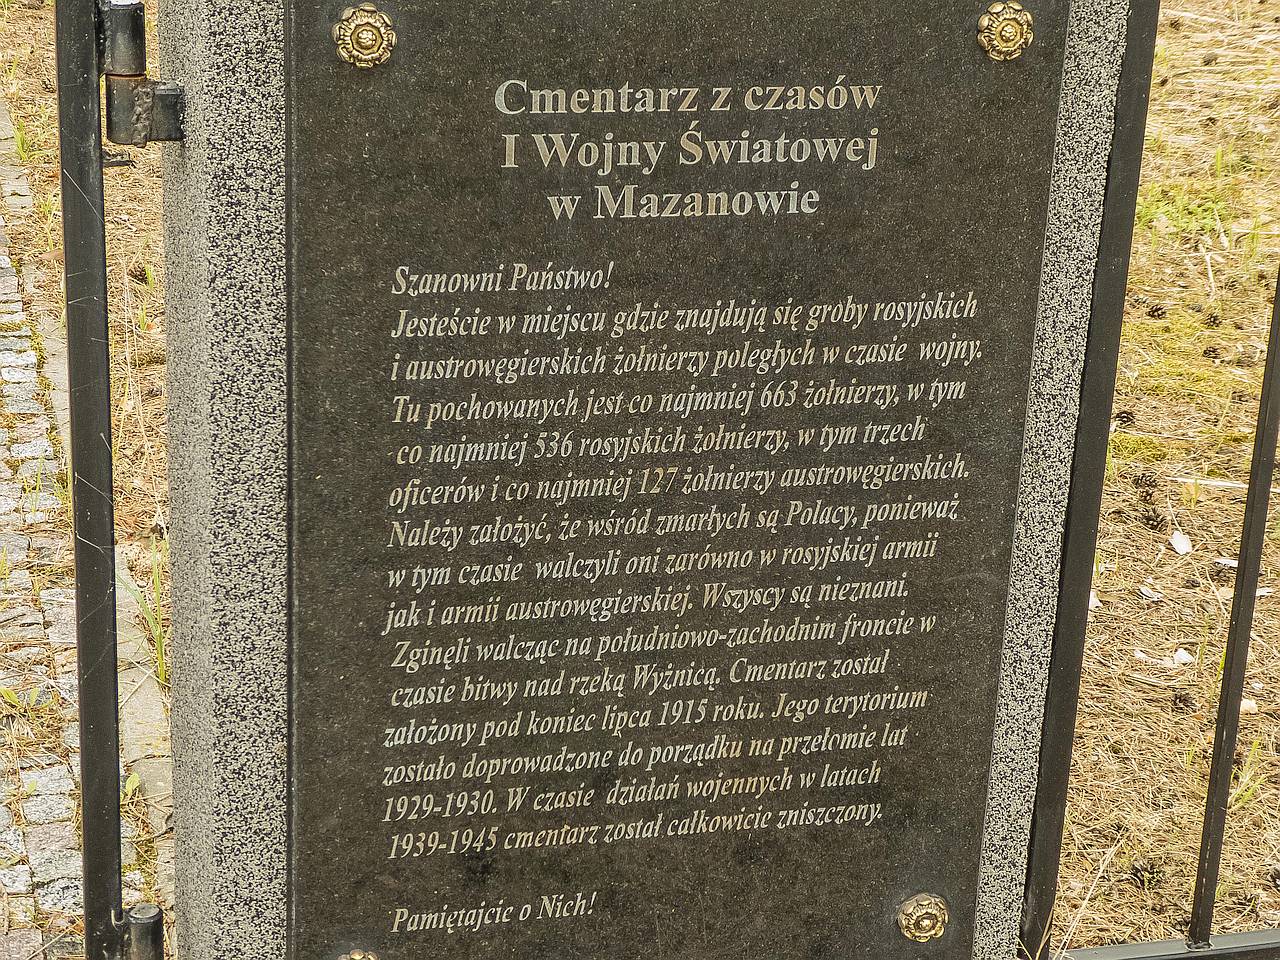 Cmentarz z czasów
I Wojny Światowej
w Mazanowie
Szanowni Państwo!
Jesteście w miejscu gdzie znajdują się groby rosyjskich
i austrowęgierskich żołnierzy poległych w czasie wojny.
Tu pochowanych jest co najmniej 663 żołnierzy, w tym
co najmniej 536 rosyjskich żołnierzy, w tym trzech
oficerów i co najmniej 127 żołnierzy austrowęgierskich.
Należy założyć, że wśród zmarłych są Polacy, ponieważ
w tym czasie walczyli oni zarówno w rosyjskiej armii
jak i armii austrowęgierskiej. Wszyscy są nieznani.
Zginęli walcząc na południowo-zachodnim froncie w
czasie bitwy nad rzeką Wyżnicą. Cmentarz został
założony pod koniec lipca 1915 roku. Jego terytorium
zostało doprowadzone do porządku na przełomie lat
1929-1930. W czasie działań wojennych w latach
1939-1945 cmentarz został całkowicie zniszczony.
Pamiętajcie o Nich!